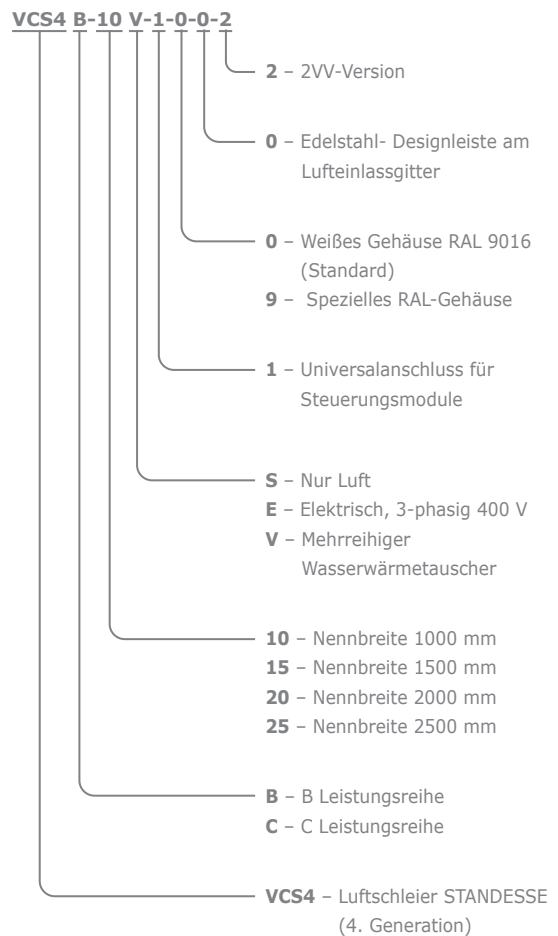 VCS4 B-10 V-1-0-0-2
2 – 2VV-Version
0 – Edelstahl- Designleiste am
Lufteinlassgitter
0 – Weißes Gehäuse RAL 9016
(Standard)
9 – Spezielles RAL-Gehäuse
1 – Universalanschluss für
Steuerungsmodule
S – Nur Luft
E – Elektrisch, 3-phasig 400 V
V – Mehrreihiger
Wasserwärmetauscher
10 – Nennbreite 1000 mm
15 – Nennbreite 1500 mm
20 – Nennbreite 2000 mm
25 – Nennbreite 2500 mm
B – B Leistungsreihe
C – C Leistungsreihe
VCS4 – Luftschleier STANDESSE
(4. Generation)